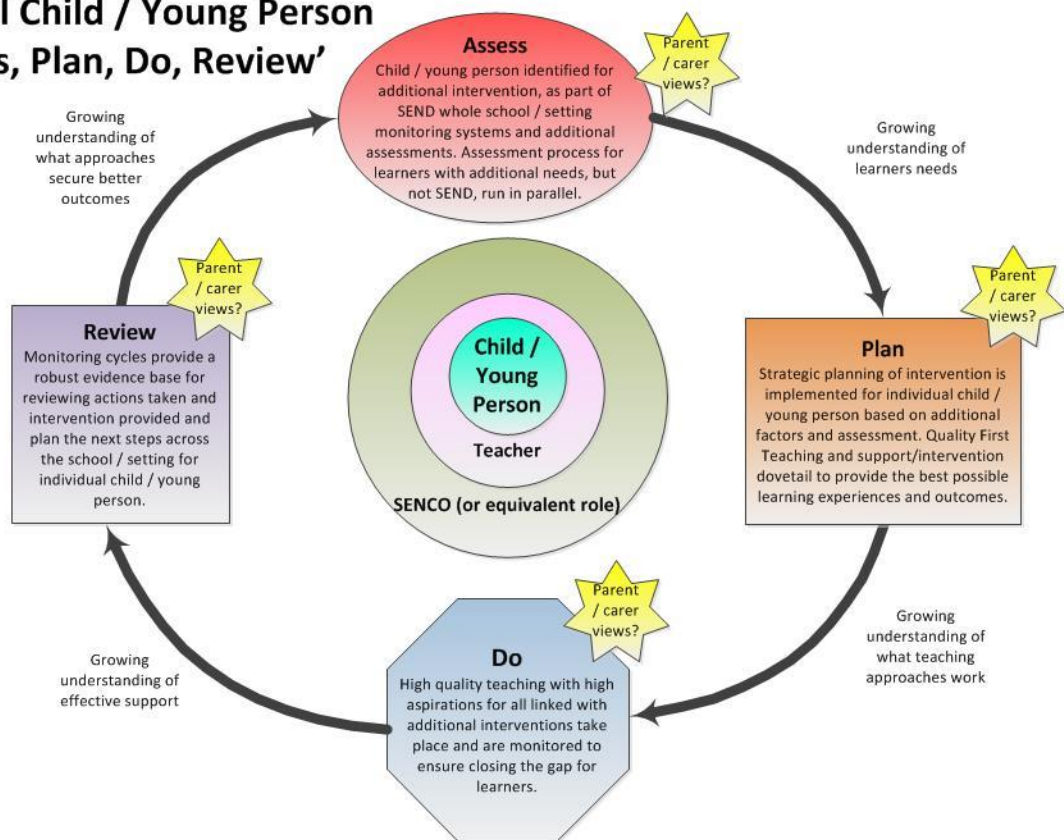 l Child / Young Person
s, Plan, Do, Review’
Assess
Child / young person identified for
additional intervention, as part of
SEND whole school / setting
monitoring systems and additional
assessments. Assessment process for
learners with additional needs, but
not SEND, run in parallel.
Parent
/ carer
views?
Growing
understanding of
learners needs
Parent
/ carer
views?
Plan
Strategic planning of intervention is
implemented for individual child /
young person based on additional
factors and assessment. Quality First
Teaching and support/intervention
dovetail to provide the best possible
learning experiences and outcomes.
Growing
understanding of
what teaching
approaches work
Parent
/ carer
views?
Do
High quality teaching with high
aspirations for all linked with
additional interventions take
place and are monitored to
ensure closing the gap for
learners.
Growing
understanding of
effective support
Parent
/ carer
views?
Review
Monitoring cycles provide a
robust evidence base for
reviewing actions taken and
intervention provided and
plan the next steps across
the school / setting for
individual child / young
person.
Growing
understanding of
what approaches
secure better
outcomes
Child /
Young
Person
Teacher
SENCO (or equivalent role)